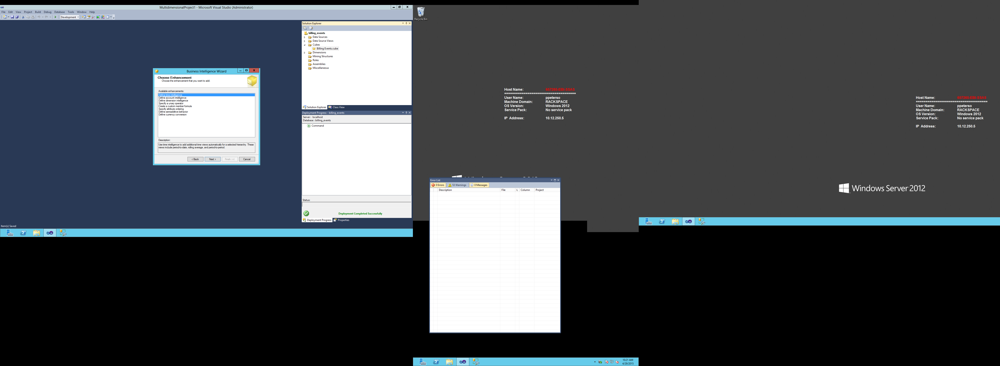 MultidimensionalProject1 - Microsoft Visual Studio (Administrator)
File Edit View Project Build Debug Database Tools Window Help
Development
Solution Explorer
billing_events
Data Sources
Data Source Views
Cubes
Billing Events.cube
Dimensions
Mining Structures
Roles
Assemblies
Miscellaneous
Solution Explorer Class View
Business Intelligence Wizard
Choose Enhancement
Choose the enhancement that you want to add.
Available enhancements:
Define time intelligence
Define account intelligence
Define dimension intelligence
Specify a unary operator
Create a custom member formula
Specify attribute ordering
Define semiadditive behavior
Define currency conversion
Description:
Use time intelligence to add additional time views automatically for a selected hierarchy. These
views include period-to-date, rolling average, and period-to-period.
< Back Next > Finish >>| Cancel
Deployment Progress - billing_events
Server : localhost
Database : billing_events
Command
Status:
Deployment Completed Successfully
Deployment Progress Properties
Item(s) Saved
Recycle Bin
Host Name: 657265-EBI-SSAS
===================================
User Name: ppeterso
Machine Domain: RACKSPACE
OS Version: Windows 2012
Service Pack: No service pack
IP Address: 10.12.250.5
Error List
0 Errors 53 Warnings 0 Messages
Description File L Column Project
10:21 AM
4/29/2015
Host Name: 657265-EBI-SSAS
===================================
User Name: ppeterso
Machine Domain: RACKSPACE
OS Version: Windows 2012
Service Pack: No service pack
IP Address: 10.12.250.5
Windows Server 2012